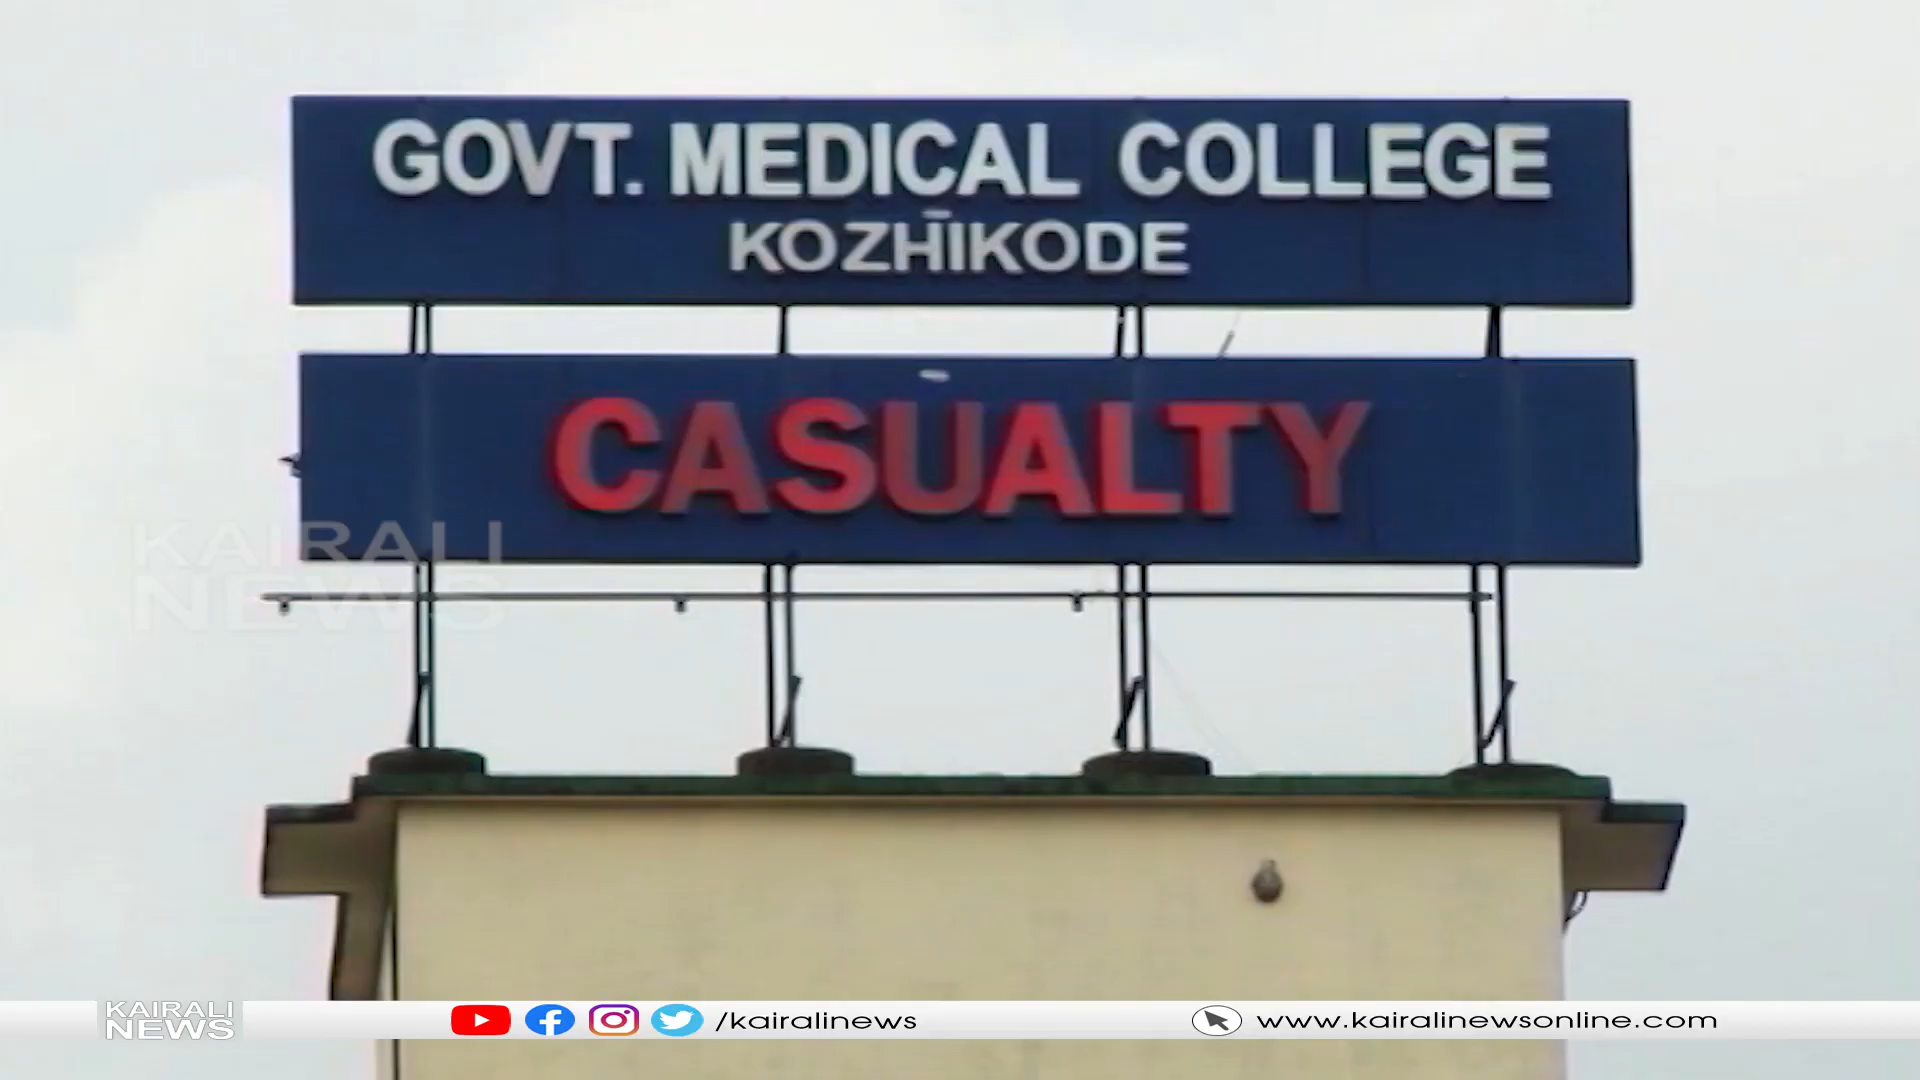 GOVT. MEDICAL COLLEGE
KOZHIKODE
CASUALTY
KAIRALI
NEWS
KAIRALI
NEWS
/kairalinews
www.kairalinewsonline.com